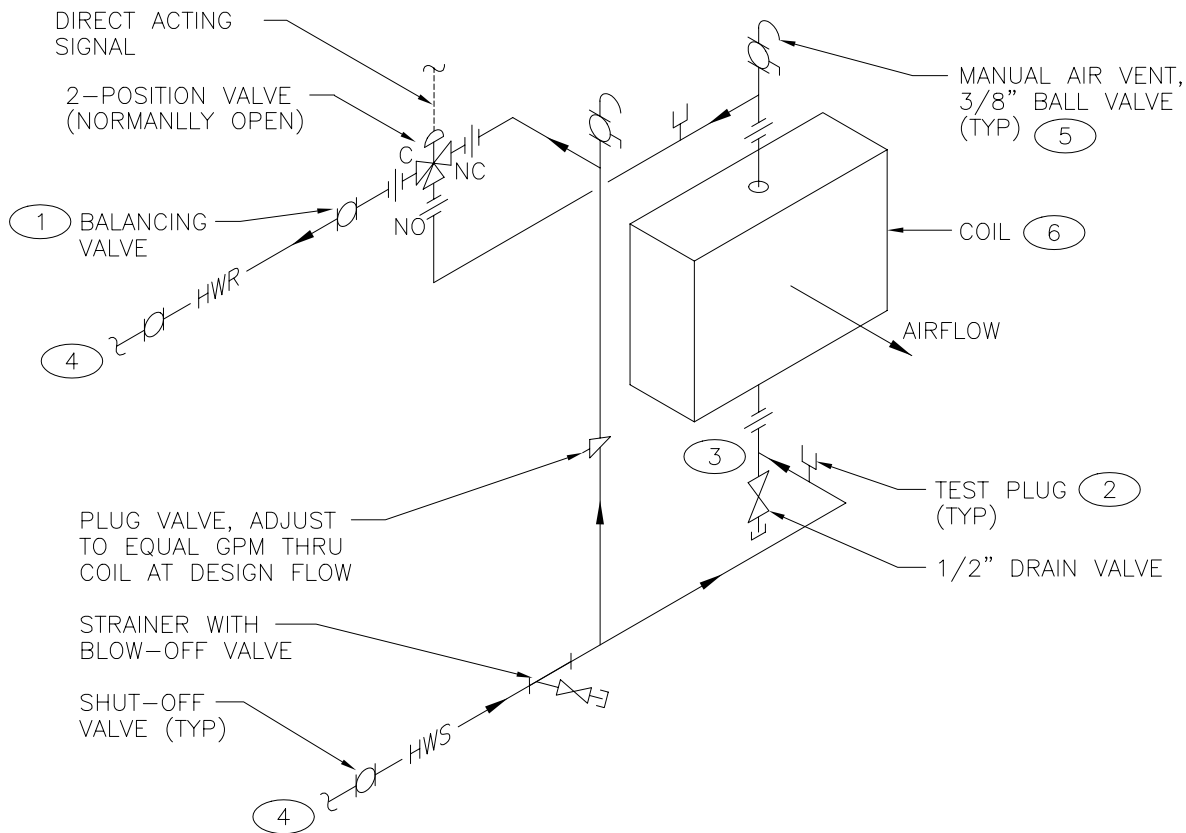 DIRECT ACTING
SIGNAL
2-POSITION VALVE
(NORMANLLY OPEN)
C
NC
NO
1
BALANCING
VALVE
HWR
4
MANUAL AIR VENT,
3/8" BALL VALVE
(TYP)
5
COIL
6
AIRFLOW
3
TEST PLUG
2
(TYP)
1/2" DRAIN VALVE
PLUG VALVE, ADJUST
TO EQUAL GPM THRU
COIL AT DESIGN FLOW
STRAINER WITH
BLOW-OFF VALVE
SHUT-OFF
VALVE (TYP)
HWS
4